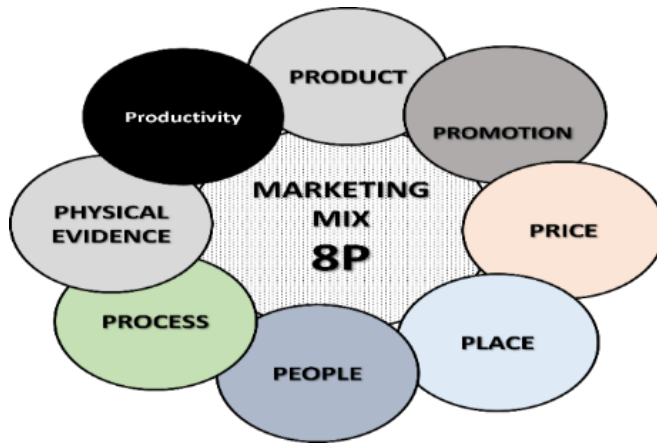 PRODUCT
PROMOTION
PRICE
PLACE
PEOPLE
PROCESS
PHYSICAL
EVIDENCE
Productivity
MARKETING
MIX
8P